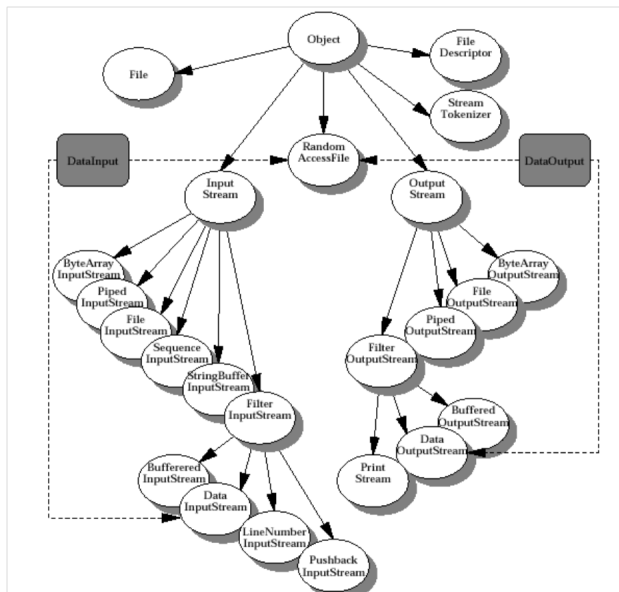 Object
File
Descriptor
File
Stream
Tokenizer
DataInput
Random
AccessFile
DataOutput
Input
Stream
Output
Stream
ByteArray
InputStream
Piped
InputStream
File
InputStream
Sequence
InputStream
StringBuffer
InputStream
Filter
InputStream
ByteArray
OutputStream
File
OutputStream
Piped
OutputStream
Filter
OutputStream
Buffered
OutputStream
Data
OutputStream
Print
Stream
Bufferered
InputStream
Data
InputStream
LineNumber
InputStream
Pushback
InputStream